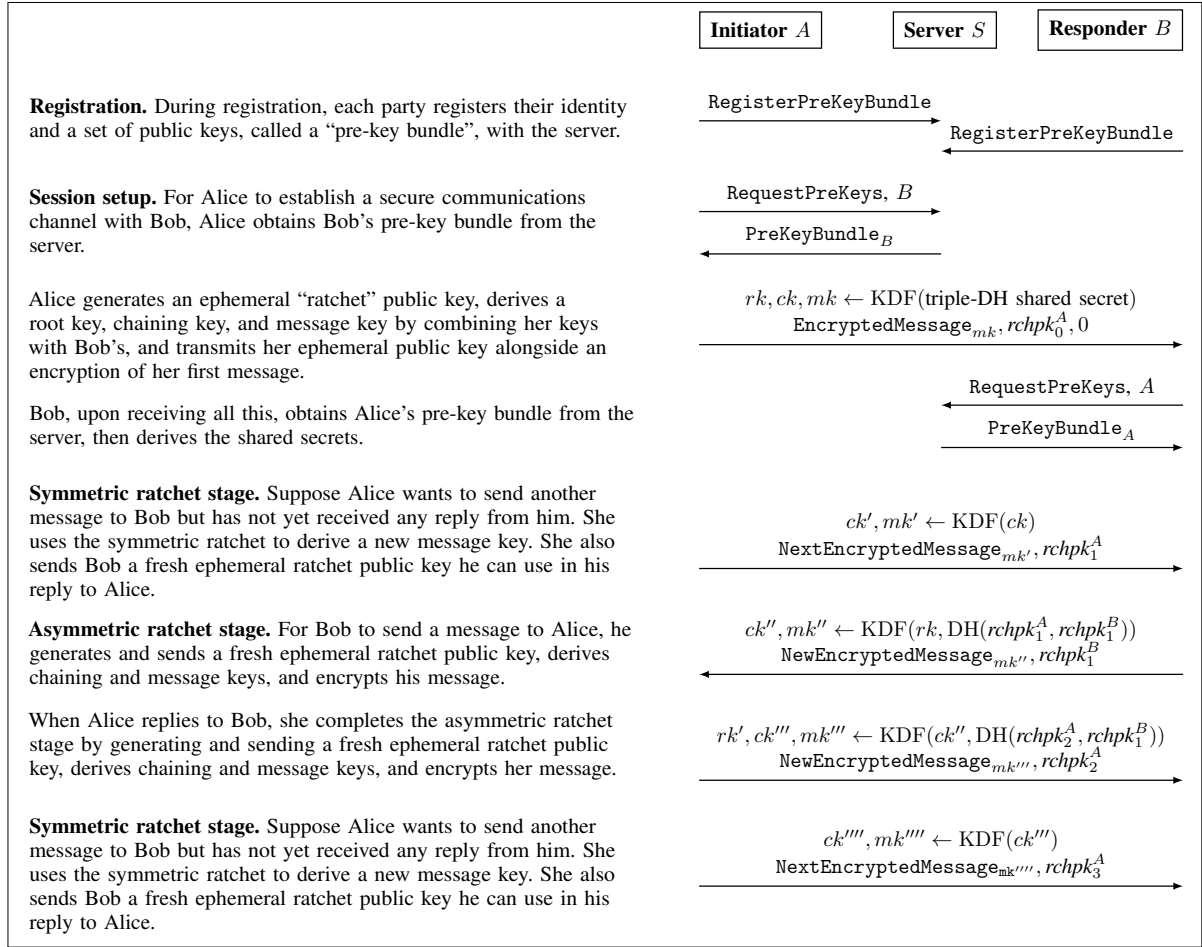 Initiator A
Server S
Responder B
Registration. During registration, each party registers their identity
and a set of public keys, called a “pre-key bundle”, with the server.
RegisterPreKeyBundle
RegisterPreKeyBundle
Session setup. For Alice to establish a secure communications
channel with Bob, Alice obtains Bob’s pre-key bundle from the
server.
RequestPreKeys, B
PreKeyBundle_B
Alice generates an ephemeral “ratchet” public key, derives a
root key, chaining key, and message key by combining her keys
with Bob’s, and transmits her ephemeral public key alongside an
encryption of her first message.
rk, ck, mk ← KDF(triple-DH shared secret)
EncryptedMessage_mk, rchpk_0^A, 0
Bob, upon receiving all this, obtains Alice’s pre-key bundle from the
server, then derives the shared secrets.
RequestPreKeys, A
PreKeyBundle_A
Symmetric ratchet stage. Suppose Alice wants to send another
message to Bob but has not yet received any reply from him. She
uses the symmetric ratchet to derive a new message key. She also
sends Bob a fresh ephemeral ratchet public key he can use in his
reply to Alice.
ck′, mk′ ← KDF(ck)
NextEncryptedMessage_mk′, rchpk_1^A
Asymmetric ratchet stage. For Bob to send a message to Alice, he
generates and sends a fresh ephemeral ratchet public key, derives
chaining and message keys, and encrypts his message.
ck′′, mk′′ ← KDF(rk, DH(rchpk_1^A, rchpk_1^B))
NewEncryptedMessage_mk′′, rchpk_1^B
When Alice replies to Bob, she completes the asymmetric ratchet
stage by generating and sending a fresh ephemeral ratchet public
key, derives chaining and message keys, and encrypts her message.
rk′, ck′′′, mk′′′ ← KDF(ck′′, DH(rchpk_2^A, rchpk_1^B))
NewEncryptedMessage_mk′′′, rchpk_2^A
Symmetric ratchet stage. Suppose Alice wants to send another
message to Bob but has not yet received any reply from him. She
uses the symmetric ratchet to derive a new message key. She also
sends Bob a fresh ephemeral ratchet public key he can use in his
reply to Alice.
ck′′′′, mk′′′′ ← KDF(ck′′′)
NextEncryptedMessage_mk′′′′, rchpk_3^A